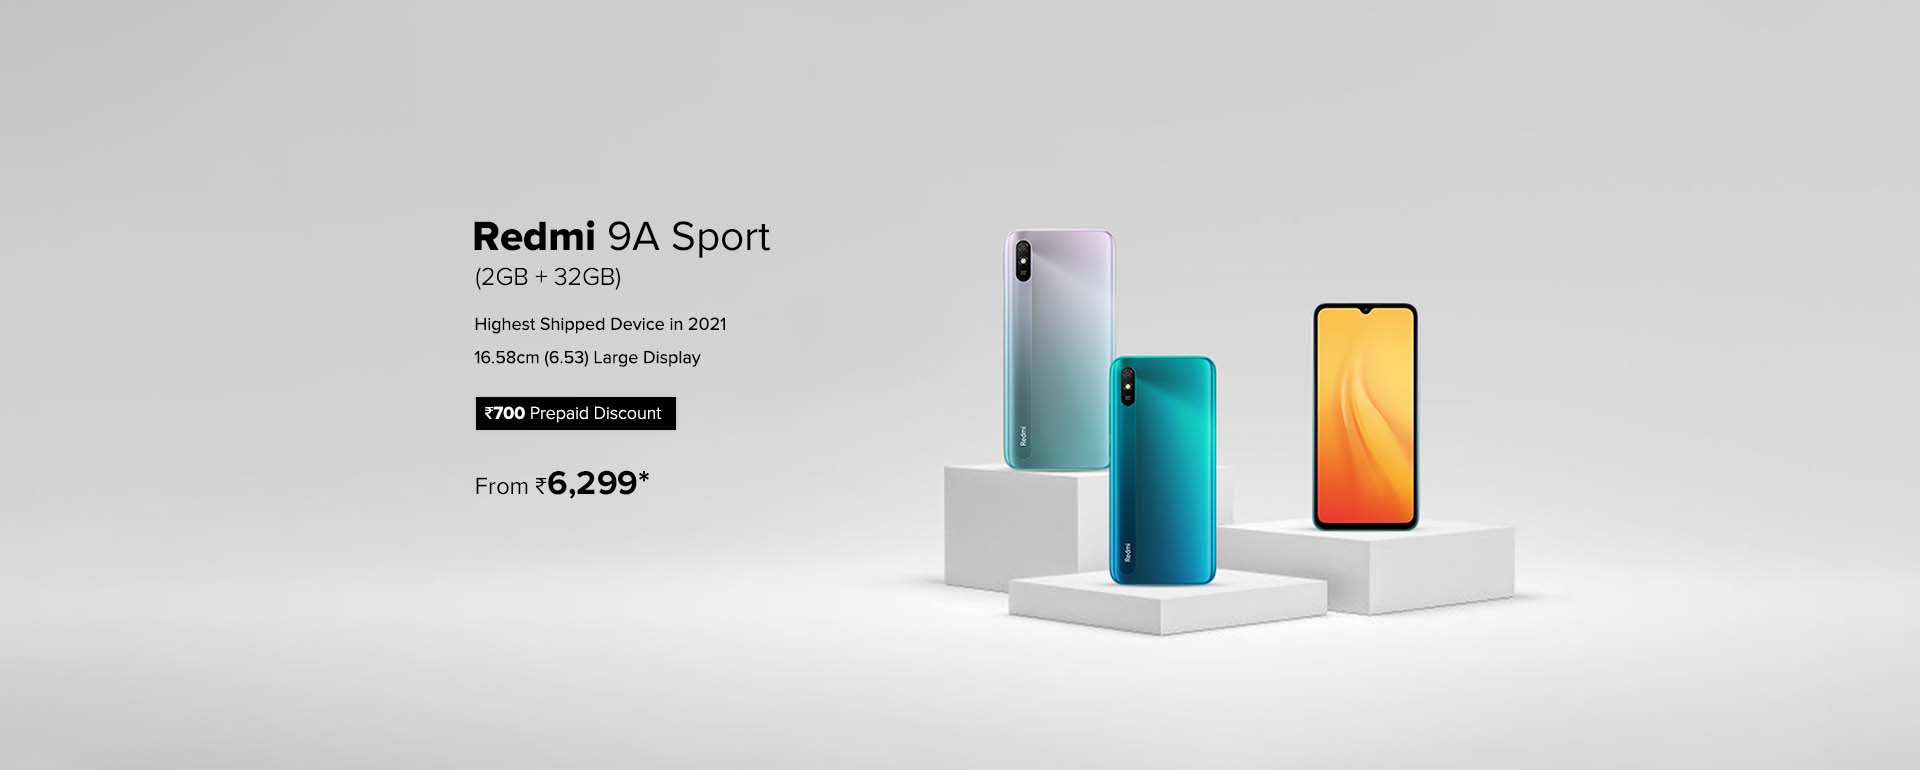 Redmi 9A Sport
(2GB + 32GB)
Highest Shipped Device in 2021
16.58cm (6.53) Large Display
₹700 Prepaid Discount
From ₹6,299*
Redmi
Redmi